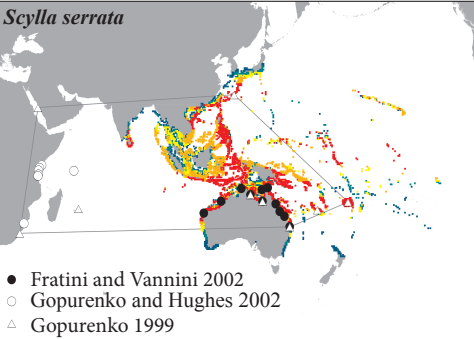 Scylla serrata
● Fratini and Vannini 2002
○ Gopurenko and Hughes 2002
△ Gopurenko 1999